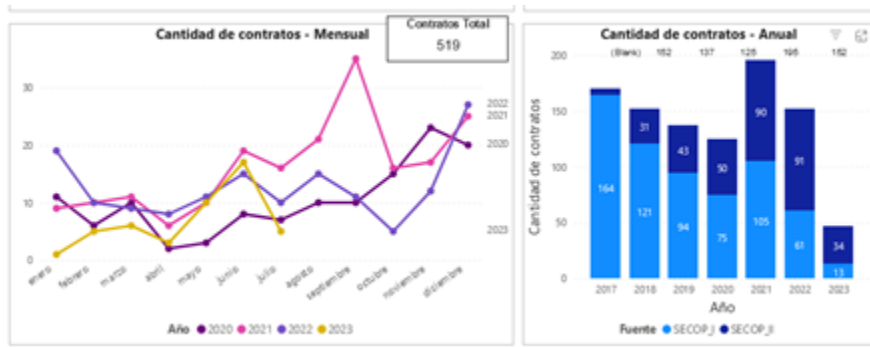 Cantidad de contratos - Mensual
Contratos Total
519
30
20
10
0
2022
2021
2020
2023
enero
febrero
marzo
abril
mayo
junio
julio
agosto
septiembre
octubre
noviembre
diciembre
Año 2020 2021 2022 2023
Cantidad de contratos - Anual
(Blank) 152 137 125 195 152
Cantidad de contratos
200
150
100
50
0
164
121
31
94
43
75
50
105
90
61
91
13
34
2017 2018 2019 2020 2021 2022 2023
Año
Fuente SECOP_I SECOP_II